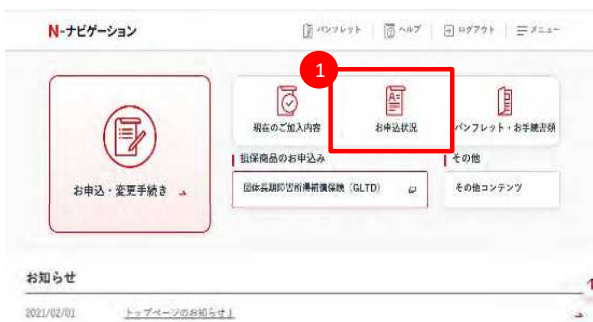 N-ナビゲーション
パンフレット ヘルプ ログアウト メニュー
1
現在のご加入内容 お申込状況 パンフレット・お手続書類
お申込・変更手続き
担保商品のお申込み その他
団体長期障害所得補償保険（GLTD） その他コンテンツ
お知らせ
1
2021/02/01 トップページのお知らせ1